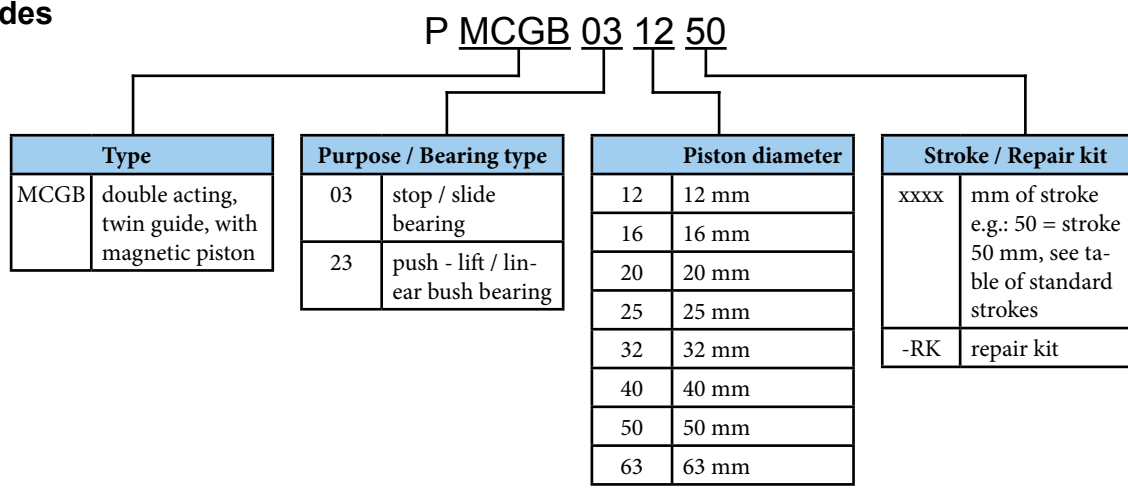 des
P MCGB 03 12 50
Type
MCGB double acting,
twin guide, with
magnetic piston
Purpose / Bearing type
03 stop / slide
bearing
23 push - lift / lin-
ear bush bearing
Piston diameter
12 12 mm
16 16 mm
20 20 mm
25 25 mm
32 32 mm
40 40 mm
50 50 mm
63 63 mm
Stroke / Repair kit
xxxx mm of stroke
e.g.: 50 = stroke
50 mm, see ta-
ble of standard
strokes
-RK repair kit